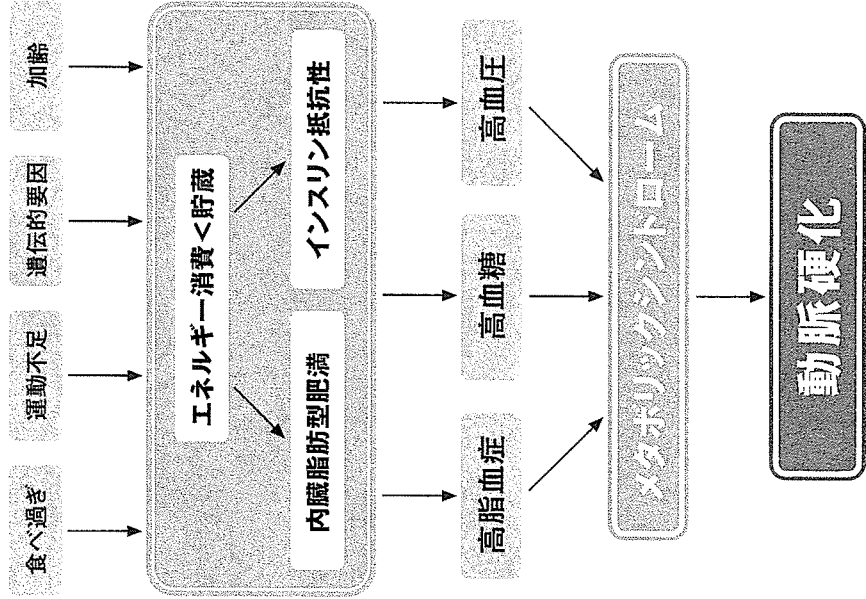 食べ過ぎ
運動不足
遺伝的要因
加齢
エネルギー消費＜貯蔵
内臓脂肪型肥満
インスリン抵抗性
高脂血症
高血糖
高血圧
メタボリックシンドローム
動脈硬化